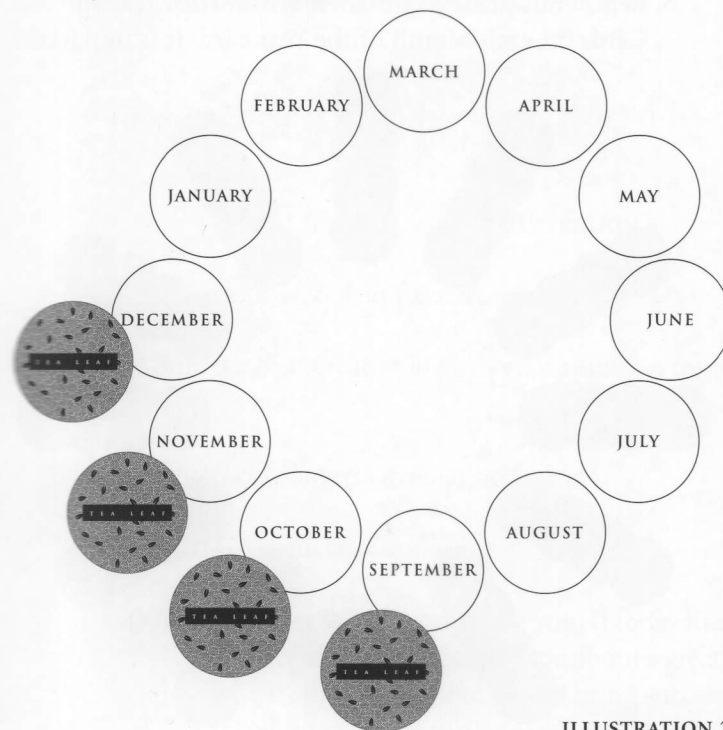 MARCH
FEBRUARY
APRIL
JANUARY
MAY
DECEMBER
JUNE
TEA LEAF
NOVEMBER
JULY
TEA LEAF
OCTOBER
AUGUST
SEPTEMBER
TEA LEAF
TEA LEAF